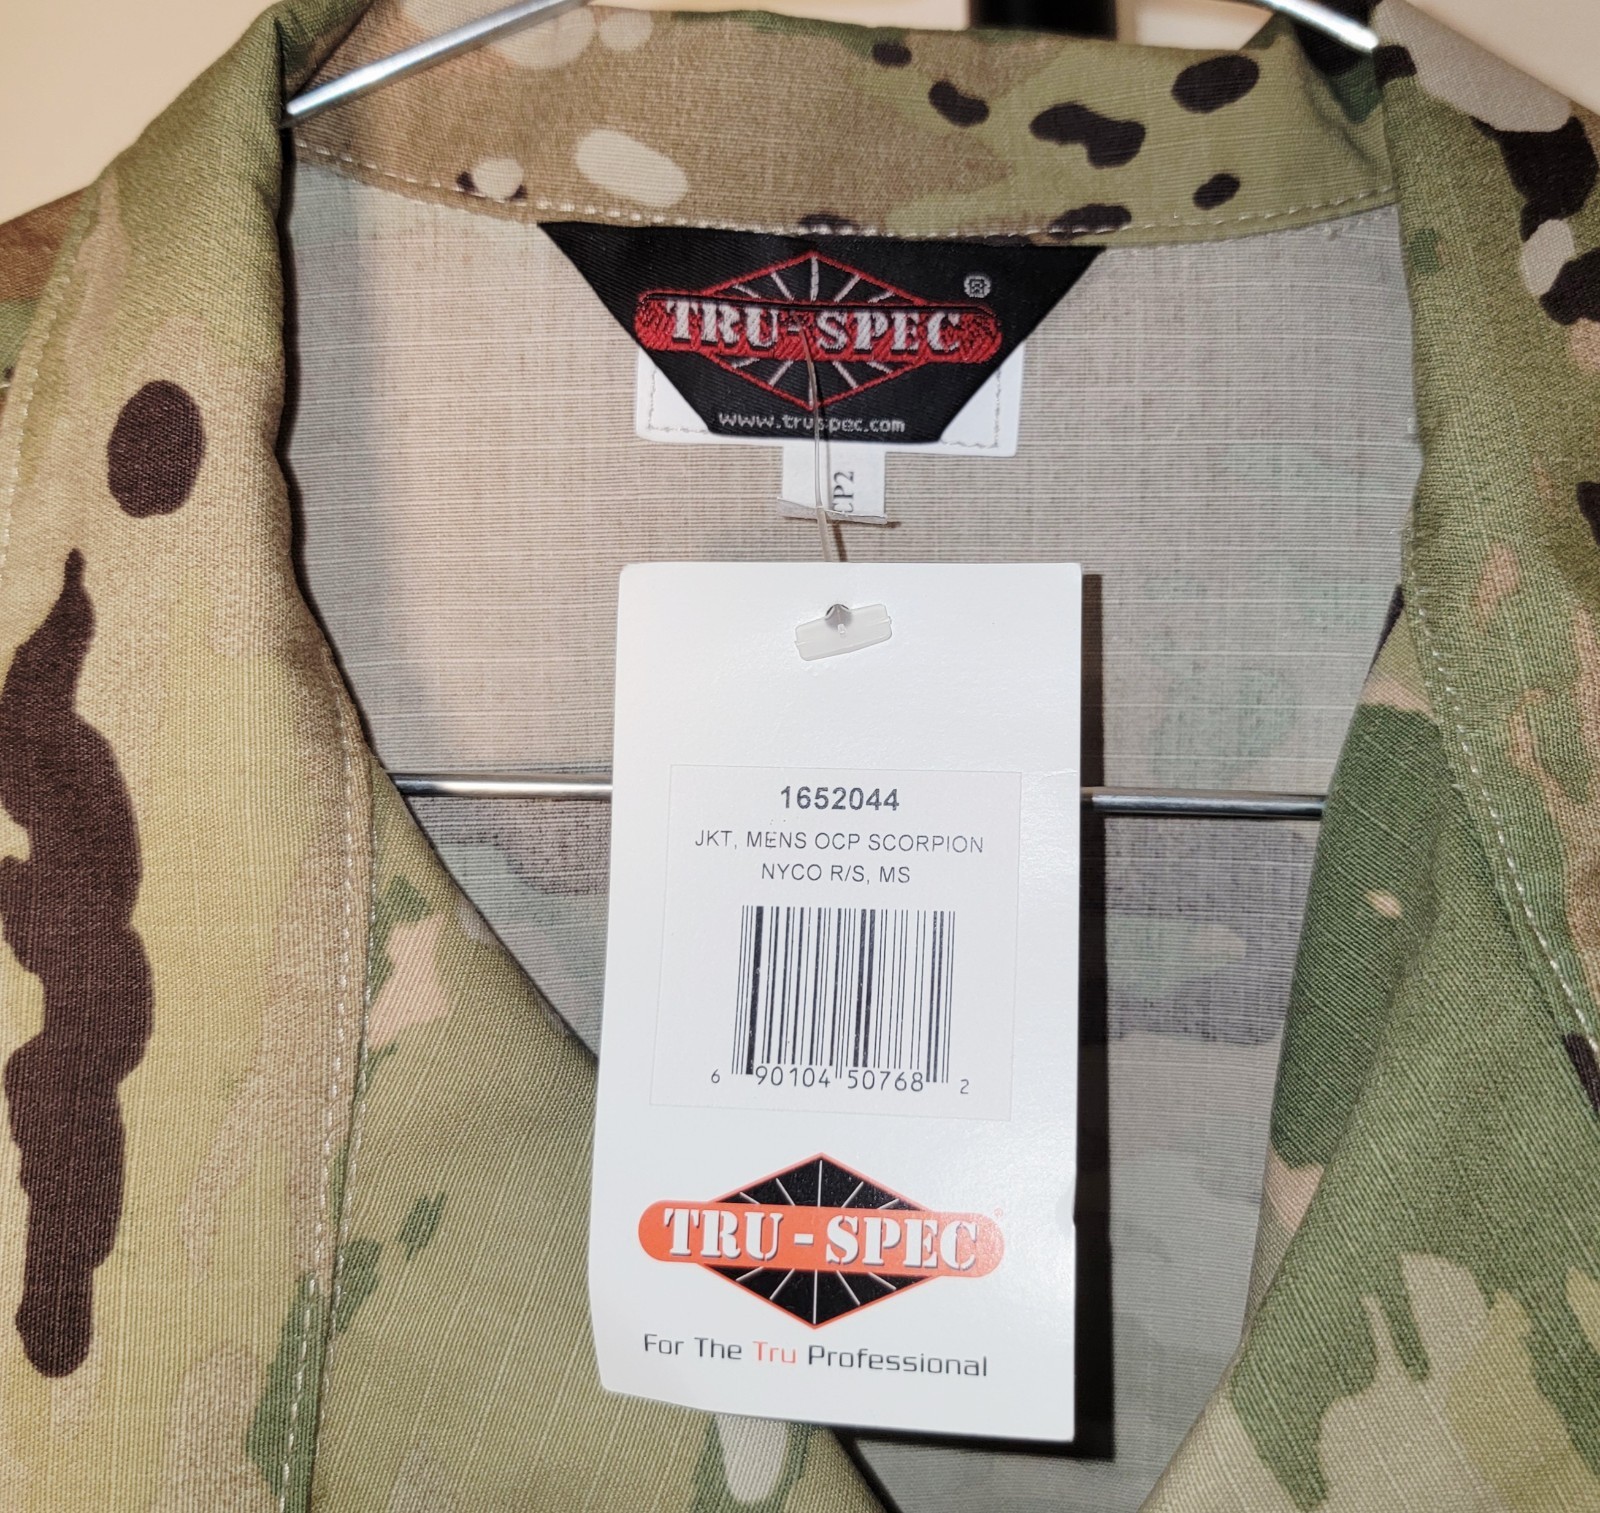 TRU-SPEC®
www.truspec.com
CP2
1652044
JKT, MENS OCP SCORPION
NYCO R/S, MS
6 90104 50768 2
TRU-SPEC
For The Tru Professional